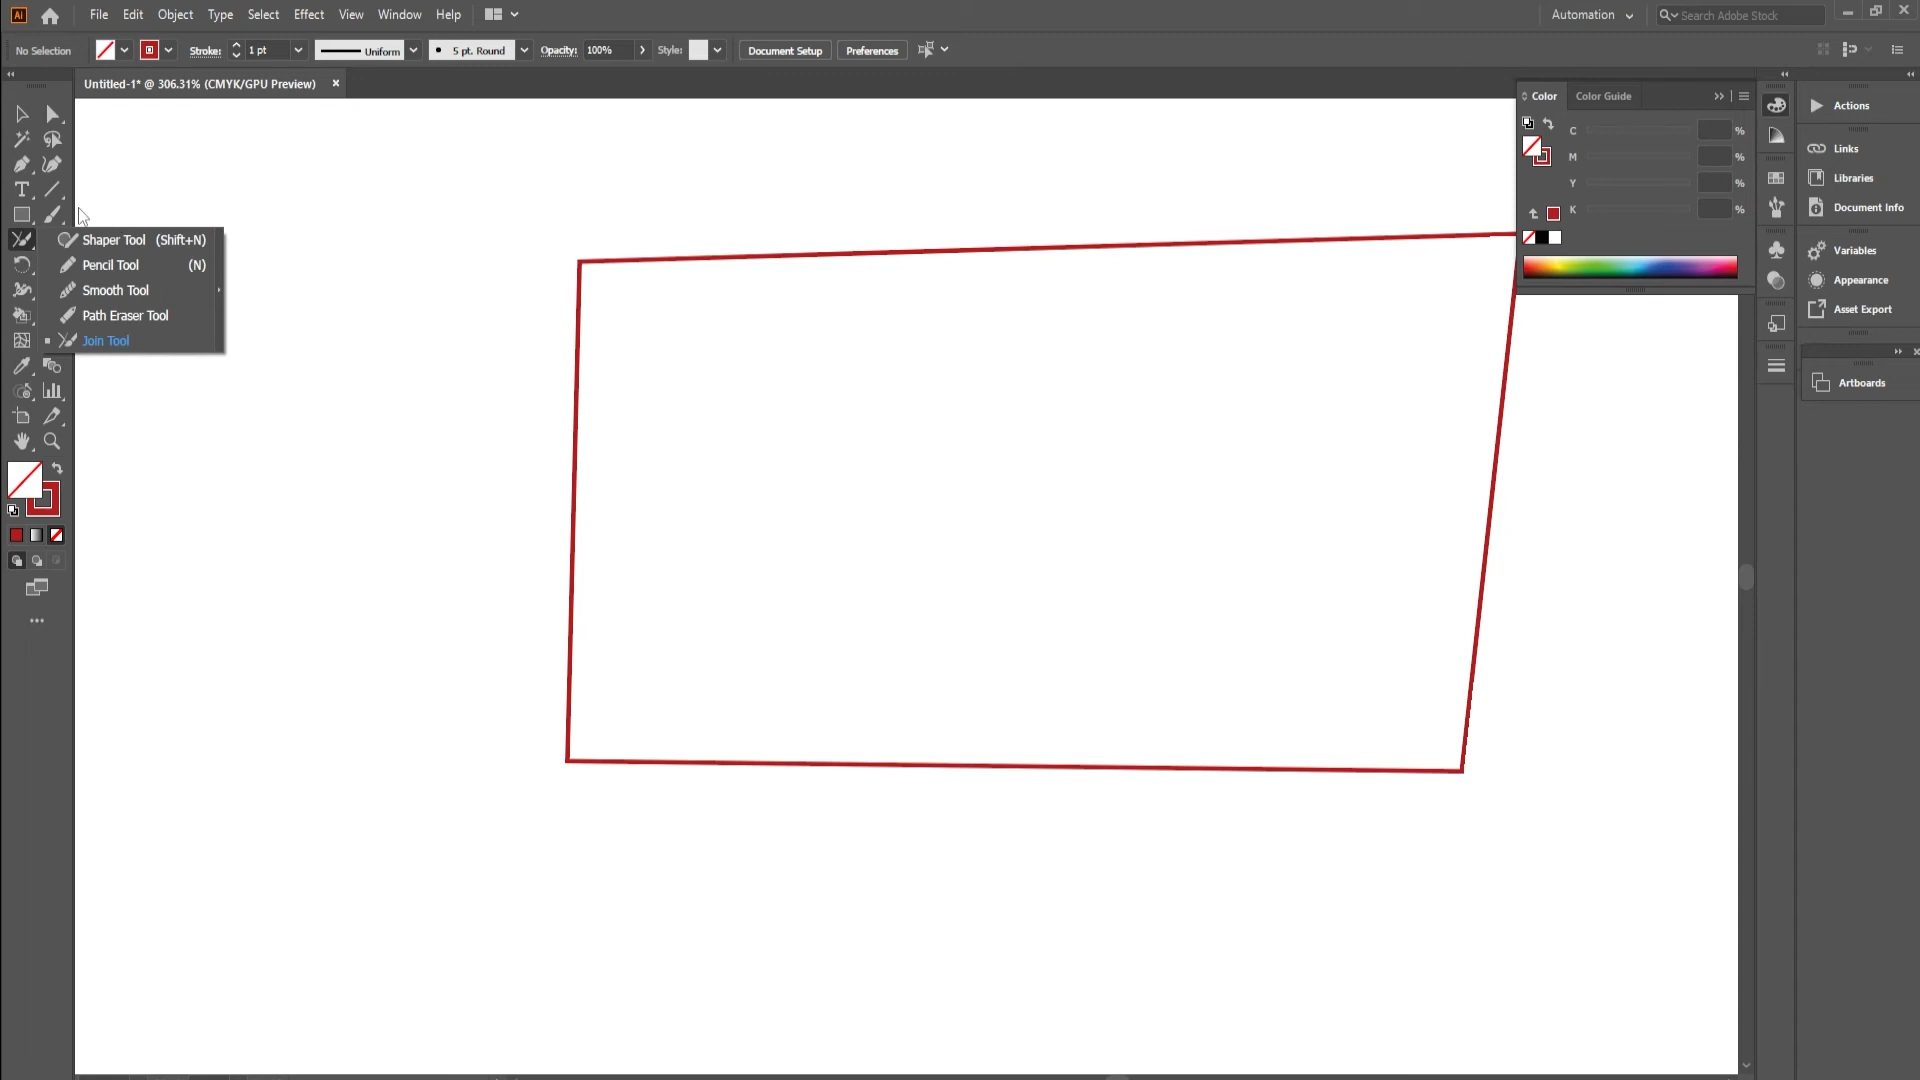 Ai File Edit Object Type Select Effect View Window Help Automation Search Adobe Stock
No Selection Stroke: 1 pt Uniform 5 pt. Round Opacity: 100% Style: Document Setup Preferences
Untitled-1* @ 306.31% (CMYK/GPU Preview) ×
Color Color Guide
C %
M %
Y %
K %
Actions
Links
Libraries
Document Info
Variables
Appearance
Asset Export
Artboards
Shaper Tool (Shift+N)
Pencil Tool (N)
Smooth Tool
Path Eraser Tool
Join Tool